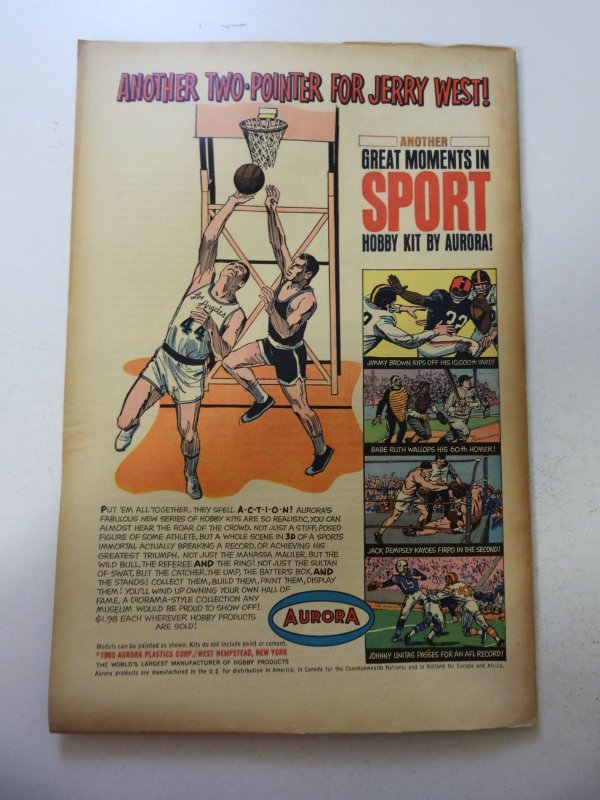 ANOTHER TWO-POINTER FOR JERRY WEST!
ANOTHER
GREAT MOMENTS IN
SPORT
HOBBY KIT BY AURORA!
Los Angeles
44
32
JIMMY BROWN RIPS OFF HIS 10,000th YARD!
BABE RUTH WALLOPS HIS 60th HOMER!
JACK DEMPSEY KAYOES FIRPO IN THE SECOND!
JOHNNY UNITAS PASSES FOR AN AFL RECORD!
PUT 'EM ALL TOGETHER, THEY SPELL A-C-T-I-O-N! AURORA'S
FABULOUS NEW SERIES OF HOBBY KITS ARE SO REALISTIC, YOU CAN
ALMOST HEAR THE ROAR OF THE CROWD. NOT JUST A STIFF, POSED
FIGURE OF SOME ATHLETE, BUT A WHOLE SCENE IN 3D OF A SPORTS
IMMORTAL ACTUALLY BREAKING A RECORD, OR ACHIEVING HIS
GREATEST TRIUMPH. NOT JUST THE MANASSA MAULER, BUT THE
WILD BULL, THE REFEREE AND THE RING! NOT JUST THE SULTAN
OF SWAT, BUT THE CATCHER, THE UMP, THE BATTER'S BOX, AND
THE STANDS! COLLECT THEM, BUILD THEM, PAINT THEM, DISPLAY
THEM! YOU'LL WIND UP OWNING YOUR OWN HALL OF
FAME, A DIORAMA-STYLE COLLECTION ANY
MUSEUM WOULD BE PROUD TO SHOW OFF!
$1.98 EACH WHEREVER HOBBY PRODUCTS
ARE SOLD!
AURORA
Models can be painted as shown. Kits do not include paint or cement.
©1965 AURORA PLASTICS CORP./WEST HEMPSTEAD, NEW YORK
THE WORLD'S LARGEST MANUFACTURER OF HOBBY PRODUCTS
Aurora products are manufactured in the U.S. for distribution in America; in Canada for the Commonwealth Nations; and in Holland for Europe and Africa.